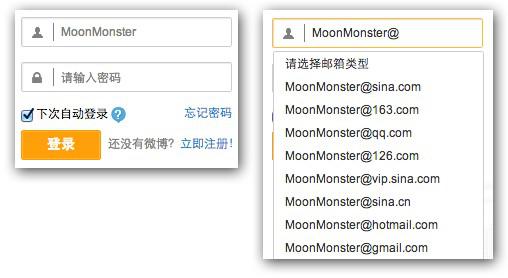 MoonMonster
请输入密码
下次自动登录 ? 忘记密码
登录 还没有微博? 立即注册!
MoonMonster@
请选择邮箱类型
MoonMonster@sina.com
MoonMonster@163.com
MoonMonster@qq.com
MoonMonster@126.com
MoonMonster@vip.sina.com
MoonMonster@sina.cn
MoonMonster@hotmail.com
MoonMonster@gmail.com